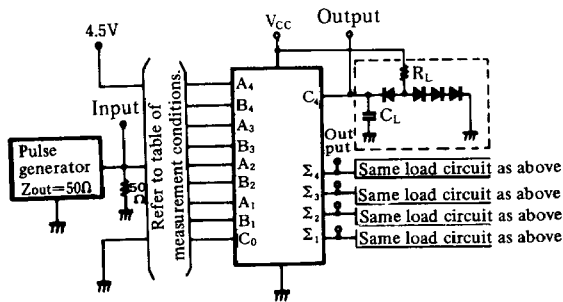 4.5V
Input
Pulse
generator
Zout=50Ω
50
Ω
Refer to table of
measurement conditions.
A4
B4
A3
B3
A2
B2
A1
B1
C0
VCC
Output
C4
RL
CL
Out
put
Σ4
Same load circuit as above
Σ3
Same load circuit as above
Σ2
Same load circuit as above
Σ1
Same load circuit as above